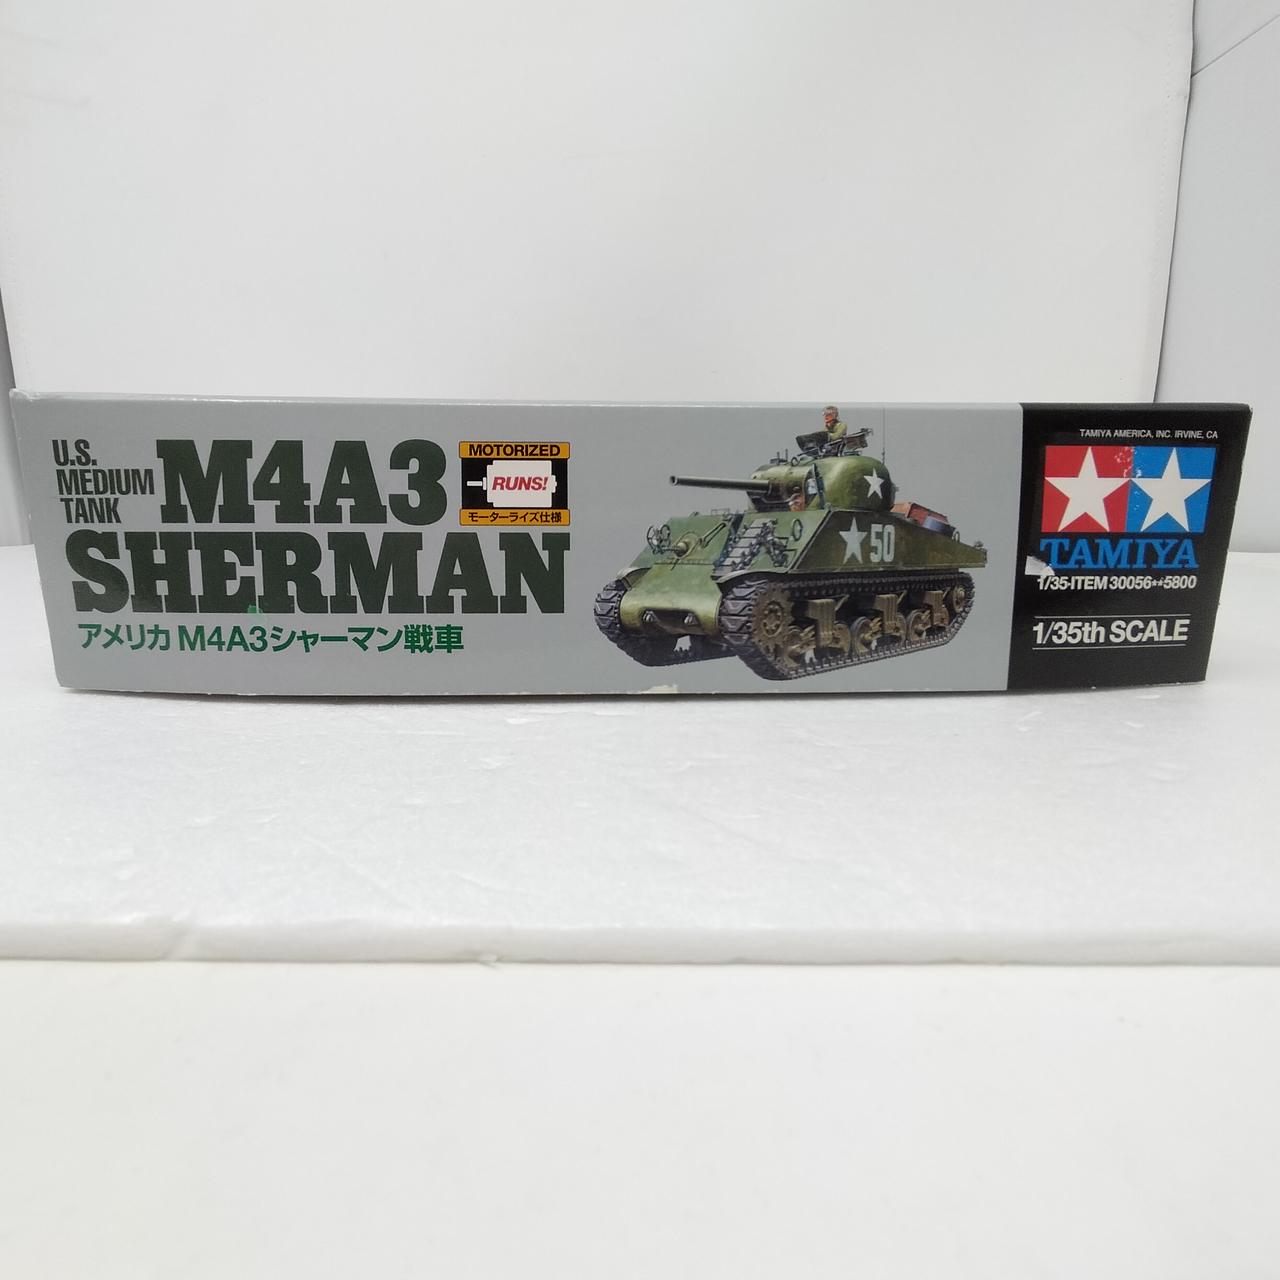 U.S.
MEDIUM
TANK
M4A3
SHERMAN
アメリカ M4A3シャーマン戦車
MOTORIZED
RUNS!
モーターライズ仕様
50
TAMIYA AMERICA, INC. IRVINE, CA
TAMIYA
1/35·ITEM 30056**5800
1/35th SCALE